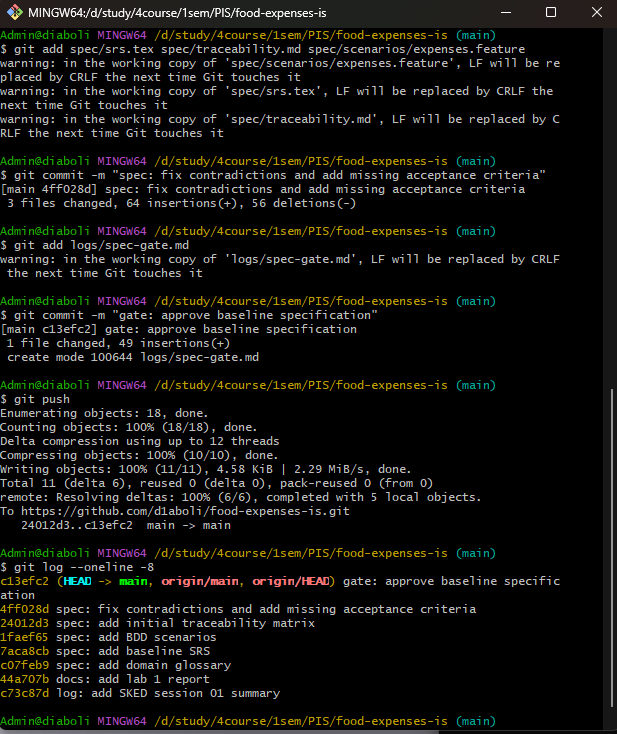 MINGW64:/d/study/4course/1sem/PIS/food-expenses-is
Admin@diaboli MINGW64 /d/study/4course/1sem/PIS/food-expenses-is (main)
$ git add spec/srs.tex spec/traceability.md spec/scenarios/expenses.feature
warning: in the working copy of 'spec/scenarios/expenses.feature', LF will be re
placed by CRLF the next time Git touches it
warning: in the working copy of 'spec/srs.tex', LF will be replaced by CRLF the
next time Git touches it
warning: in the working copy of 'spec/traceability.md', LF will be replaced by C
RLF the next time Git touches it
Admin@diaboli MINGW64 /d/study/4course/1sem/PIS/food-expenses-is (main)
$ git commit -m "spec: fix contradictions and add missing acceptance criteria"
[main 4ff028d] spec: fix contradictions and add missing acceptance criteria
 3 files changed, 64 insertions(+), 56 deletions(-)
Admin@diaboli MINGW64 /d/study/4course/1sem/PIS/food-expenses-is (main)
$ git add logs/spec-gate.md
warning: in the working copy of 'logs/spec-gate.md', LF will be replaced by CRLF
 the next time Git touches it
Admin@diaboli MINGW64 /d/study/4course/1sem/PIS/food-expenses-is (main)
$ git commit -m "gate: approve baseline specification"
[main c13efc2] gate: approve baseline specification
 1 file changed, 49 insertions(+)
 create mode 100644 logs/spec-gate.md
Admin@diaboli MINGW64 /d/study/4course/1sem/PIS/food-expenses-is (main)
$ git push
Enumerating objects: 18, done.
Counting objects: 100% (18/18), done.
Delta compression using up to 12 threads
Compressing objects: 100% (10/10), done.
Writing objects: 100% (11/11), 4.58 KiB | 2.29 MiB/s, done.
Total 11 (delta 6), reused 0 (delta 0), pack-reused 0 (from 0)
remote: Resolving deltas: 100% (6/6), completed with 5 local objects.
To https://github.com/d1aboli/food-expenses-is.git
   24012d3..c13efc2  main -> main
Admin@diaboli MINGW64 /d/study/4course/1sem/PIS/food-expenses-is (main)
$ git log --oneline -8
c13efc2 (HEAD -> main, origin/main, origin/HEAD) gate: approve baseline specific
ation
4ff028d spec: fix contradictions and add missing acceptance criteria
24012d3 spec: add initial traceability matrix
1faef65 spec: add BDD scenarios
7aca8cb spec: add baseline SRS
c07feb9 spec: add domain glossary
44a707b docs: add lab 1 report
c73c87d log: add SKED session 01 summary
Admin@diaboli MINGW64 /d/study/4course/1sem/PIS/food-expenses-is (main)